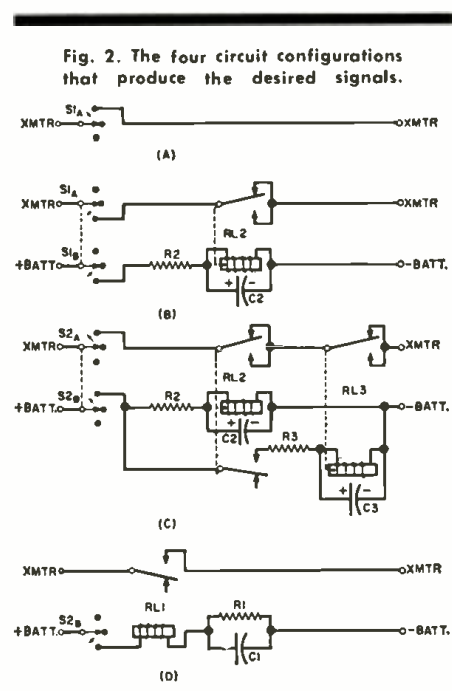 Fig. 2. The four circuit configurations
that produce the desired signals.
S1A
XMTR XMTR
(A)
S1A
XMTR XMTR
RL2
S1B
+BATT. R2 -BATT.
+ -
C2
(B)
S2A
XMTR XMTR
RL2 RL3
S2B
+BATT. R2 -BATT.
+ -
C2 R3
+ -
C3
(C)
XMTR XMTR
RL1 R1
S2B
+BATT. -BATT.
C1
(D)